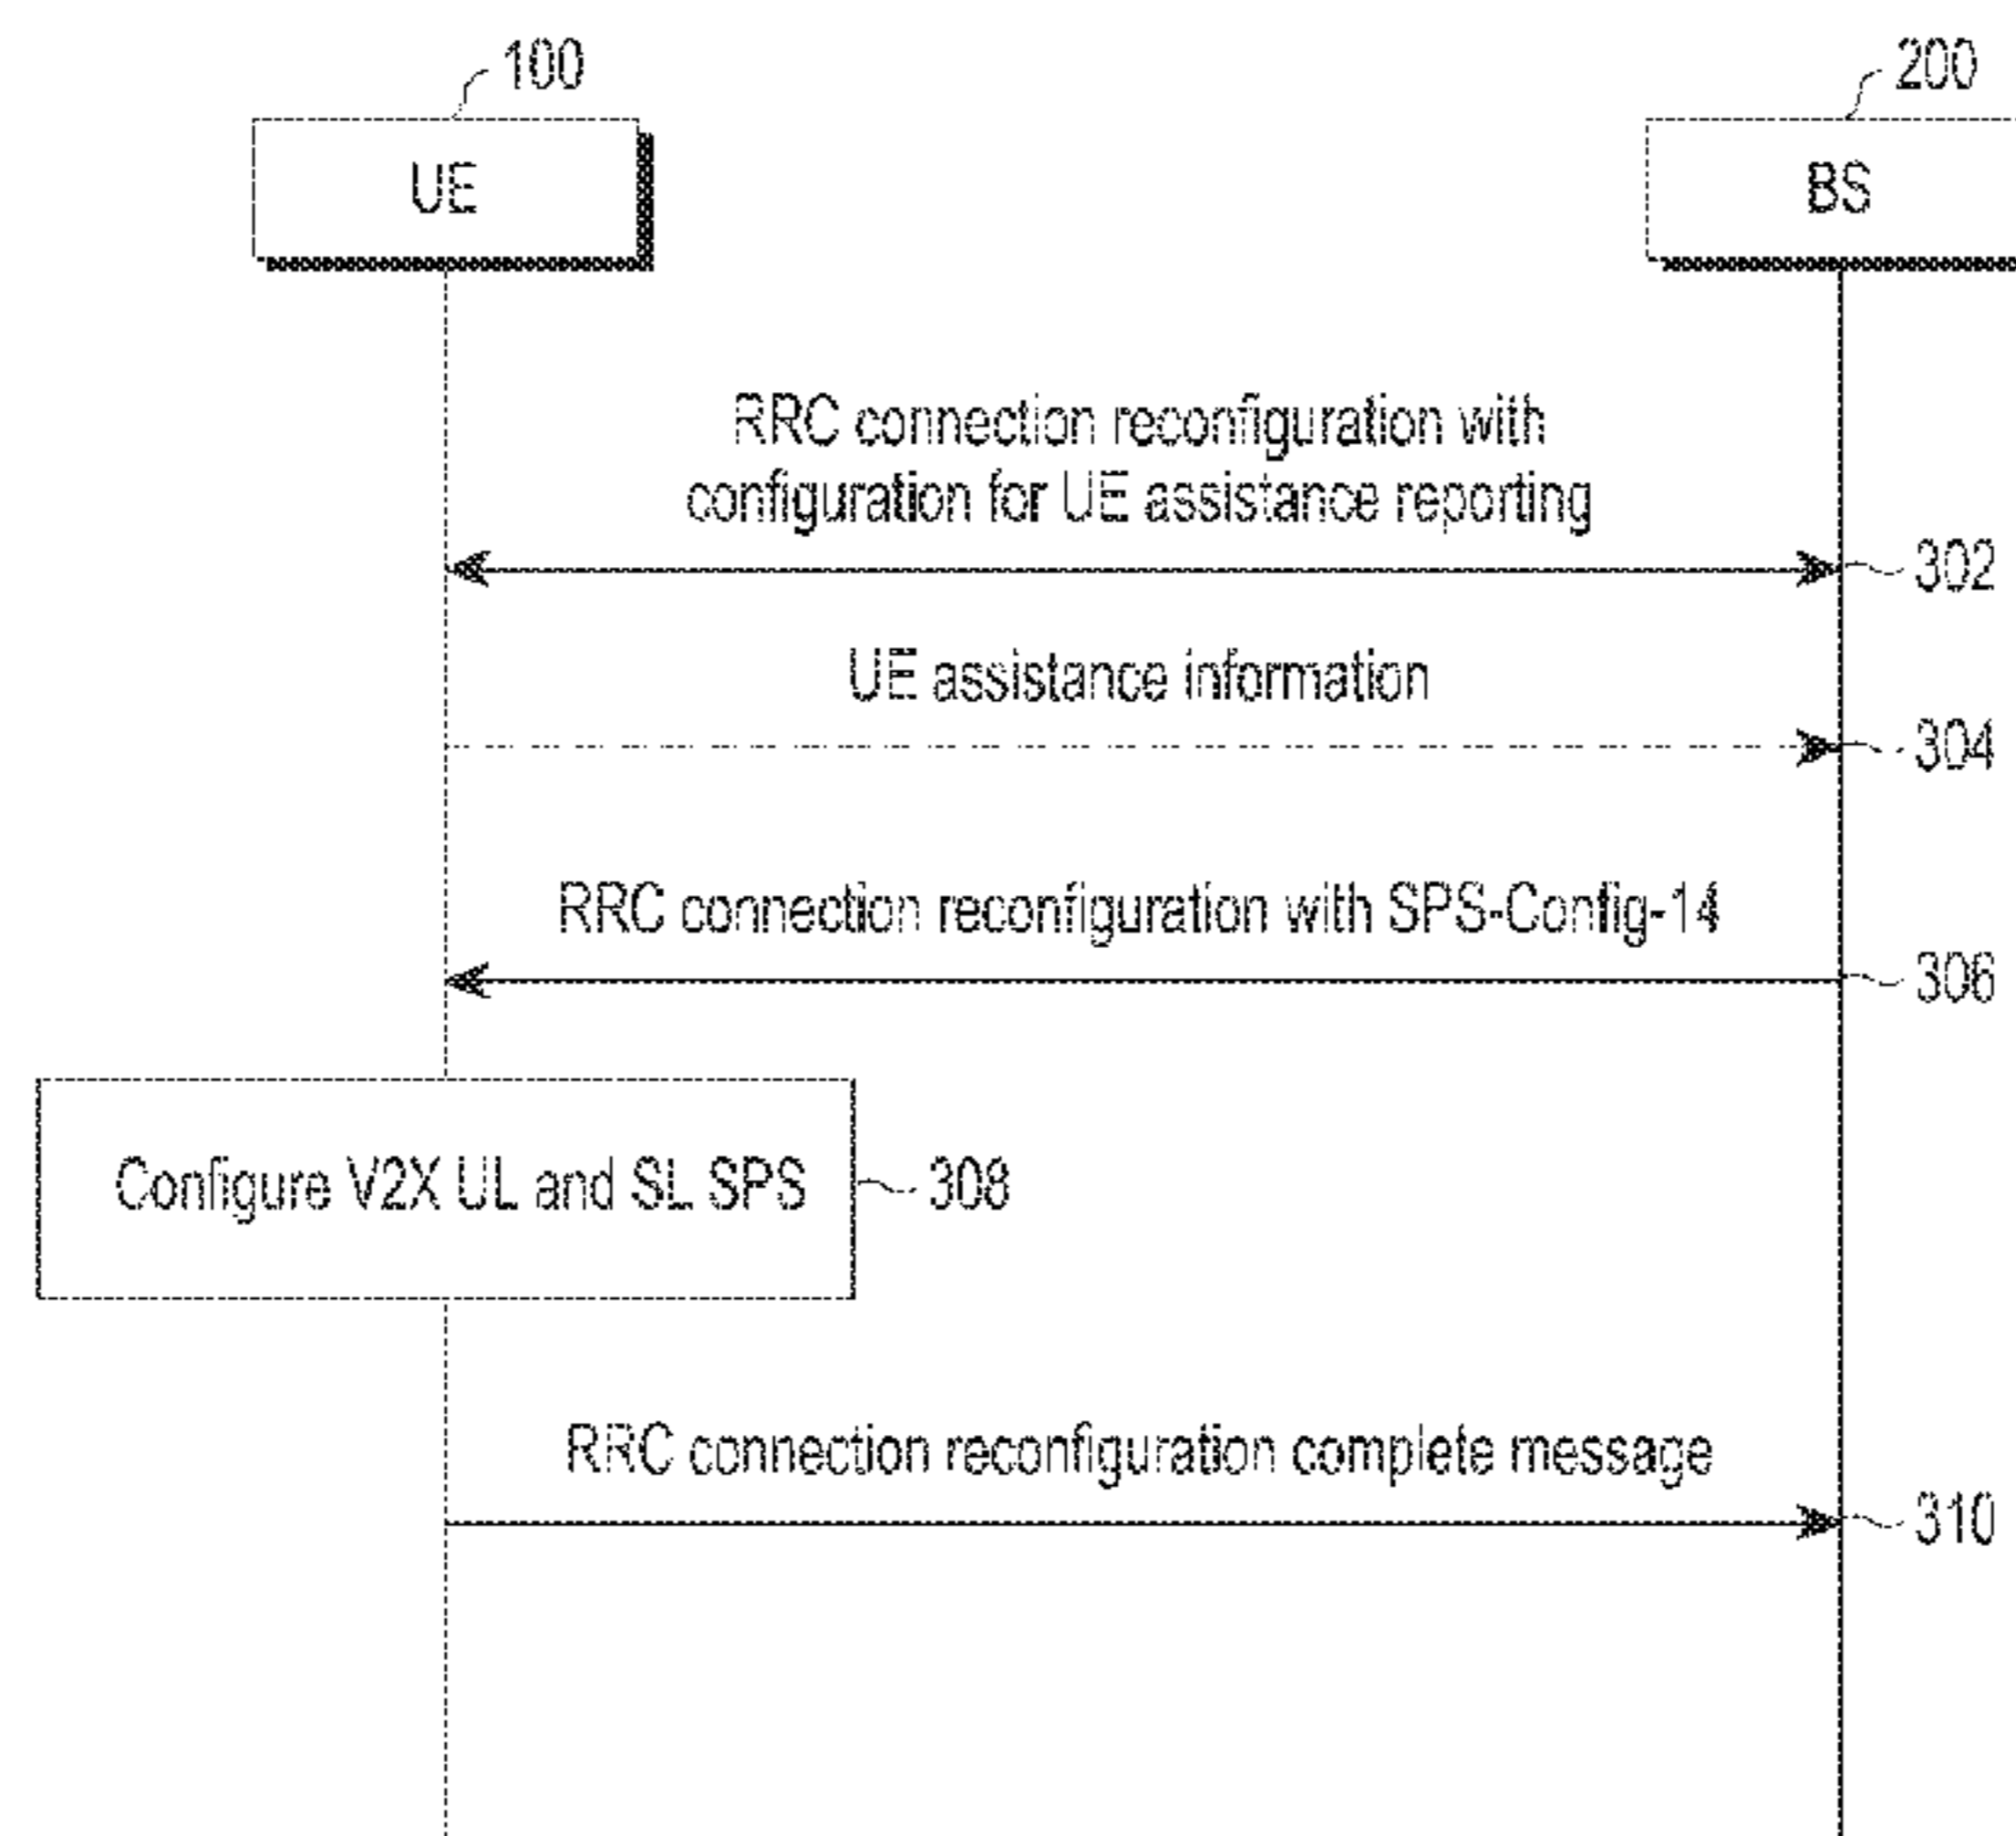 100
200
UE
BS
RRC connection reconfiguration with
configuration for UE assistance reporting
302
UE assistance information
304
RRC connection reconfiguration with SPS-Config-14
306
Configure V2X UL and SL SPS
308
RRC connection reconfiguration complete message
310